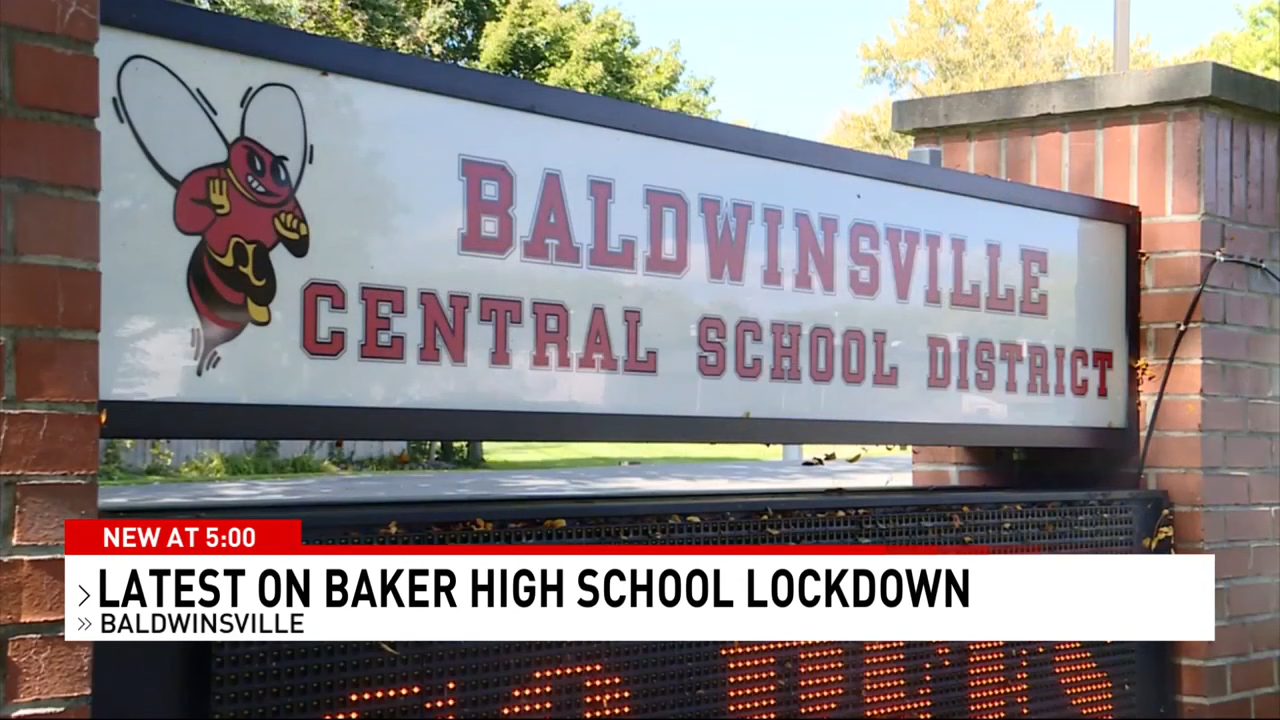 BALDWINSVILLE
CENTRAL SCHOOL DISTRICT
NEW AT 5:00
LATEST ON BAKER HIGH SCHOOL LOCKDOWN
BALDWINSVILLE